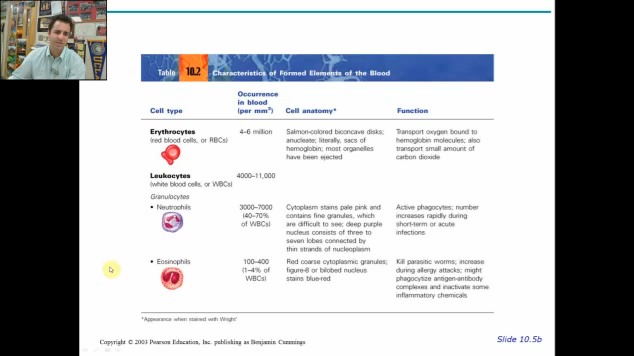 UCLA
Table 10.2 Characteristics of Formed Elements of the Blood
Occurrence
in blood
Cell type (per mm³) Cell anatomy* Function
Erythrocytes 4–6 million Salmon-colored biconcave disks; Transport oxygen bound to
(red blood cells, or RBCs) anucleate; literally, sacs of hemoglobin molecules; also
hemoglobin; most organelles transport small amount of
have been ejected carbon dioxide
Leukocytes 4000–11,000
(white blood cells, or WBCs)
Granulocytes
• Neutrophils 3000–7000 Cytoplasm stains pale pink and Active phagocytes; number
(40–70% contains fine granules, which increases rapidly during
of WBCs) are difficult to see; deep purple short-term or acute
nucleus consists of three to infections
seven lobes connected by
thin strands of nucleoplasm
• Eosinophils 100–400 Red coarse cytoplasmic granules; Kill parasitic worms; increase
(1–4% of figure-8 or bilobed nucleus during allergy attacks; might
WBCs) stains blue-red phagocytize antigen-antibody
complexes and inactivate some
inflammatory chemicals
*Appearance when stained with Wright'
Copyright © 2003 Pearson Education, Inc. publishing as Benjamin Cummings
Slide 10.5b